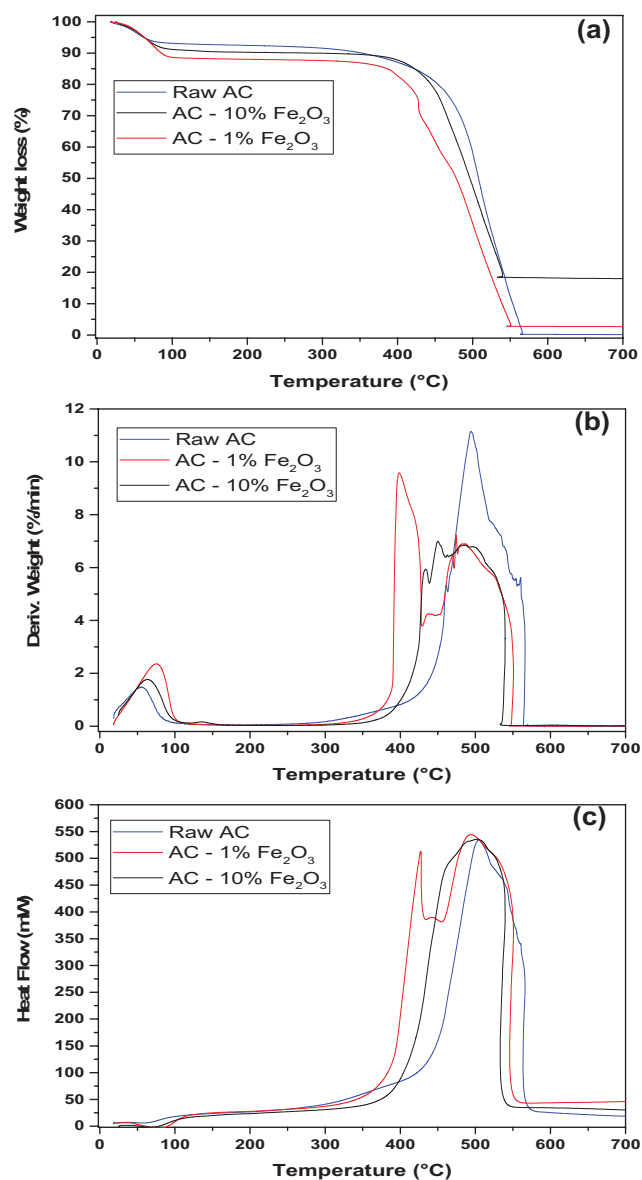 (a)
Raw AC
AC - 10% Fe₂O₃
AC - 1% Fe₂O₃
Weight loss (%)
100
90
80
70
60
50
40
30
20
10
0
0 100 200 300 400 500 600 700
Temperature (°C)
(b)
Raw AC
AC - 1% Fe₂O₃
AC - 10% Fe₂O₃
Deriv. Weight (%/min)
12
10
8
6
4
2
0
0 100 200 300 400 500 600 700
Temperature (°C)
(c)
Raw AC
AC - 1% Fe₂O₃
AC - 10% Fe₂O₃
Heat Flow (mW)
600
550
500
450
400
350
300
250
200
150
100
50
0
0 100 200 300 400 500 600 700
Temperature (°C)